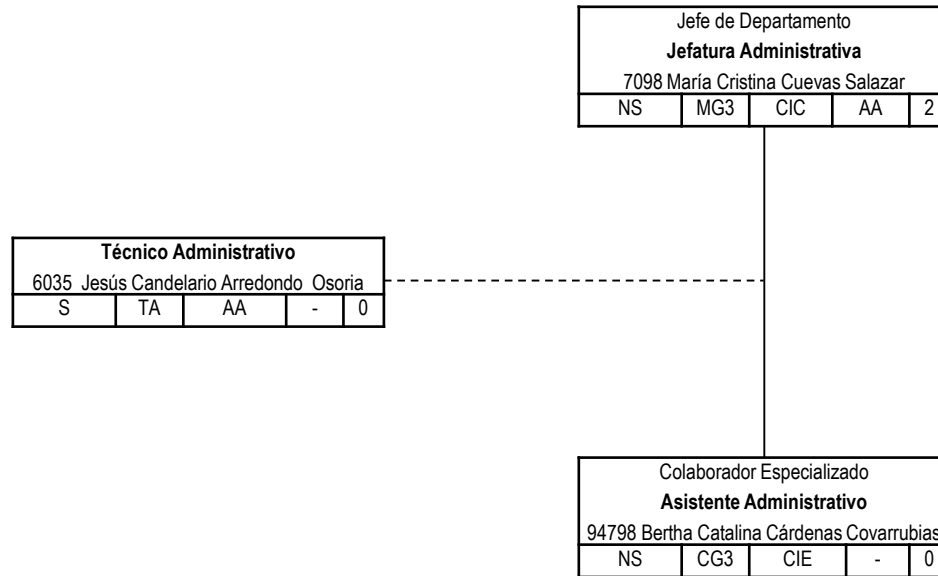 Jefe de Departamento
Jefatura Administrativa
7098 María Cristina Cuevas Salazar
NS MG3 CIC AA 2
Técnico Administrativo
6035 Jesús Candelario Arredondo Osoria
S TA AA - 0
Colaborador Especializado
Asistente Administrativo
94798 Bertha Catalina Cárdenas Covarrubias
NS CG3 CIE - 0